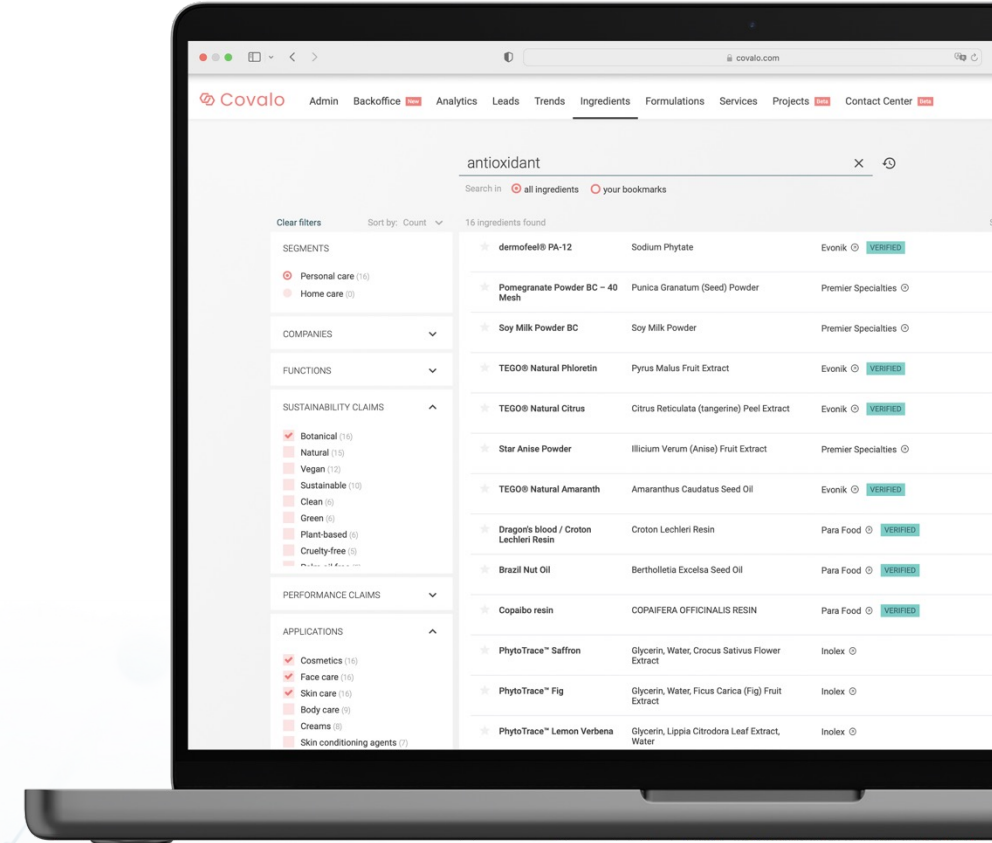 covalo.com
Covalo Admin Backoffice New Analytics Leads Trends Ingredients Formulations Services Projects Beta Contact Center Beta
antioxidant
Search in all ingredients your bookmarks
Clear filters Sort by: Count 16 ingredients found
SEGMENTS
Personal care (16)
Home care (0)
COMPANIES
FUNCTIONS
SUSTAINABILITY CLAIMS
Botanical (16)
Natural (15)
Vegan (12)
Sustainable (10)
Clean (6)
Green (6)
Plant-based (6)
Cruelty-free (5)
PERFORMANCE CLAIMS
APPLICATIONS
Cosmetics (16)
Face care (16)
Skin care (16)
Body care (9)
Creams (8)
Skin conditioning agents (7)
dermofeel® PA-12 Sodium Phytate Evonik VERIFIED
Pomegranate Powder BC – 40 Punica Granatum (Seed) Powder Premier Specialties
Mesh
Soy Milk Powder BC Soy Milk Powder Premier Specialties
TEGO® Natural Phloretin Pyrus Malus Fruit Extract Evonik VERIFIED
TEGO® Natural Citrus Citrus Reticulata (tangerine) Peel Extract Evonik VERIFIED
Star Anise Powder Illicium Verum (Anise) Fruit Extract Premier Specialties
TEGO® Natural Amaranth Amaranthus Caudatus Seed Oil Evonik VERIFIED
Dragon's blood / Croton Croton Lechleri Resin Para Food VERIFIED
Lechleri Resin
Brazil Nut Oil Bertholletia Excelsa Seed Oil Para Food VERIFIED
Copaibo resin COPAIFERA OFFICINALIS RESIN Para Food VERIFIED
PhytoTrace™ Saffron Glycerin, Water, Crocus Sativus Flower Inolex
Extract
PhytoTrace™ Fig Glycerin, Water, Ficus Carica (Fig) Fruit Inolex
Extract
PhytoTrace™ Lemon Verbena Glycerin, Lippia Citrodora Leaf Extract, Inolex
Water